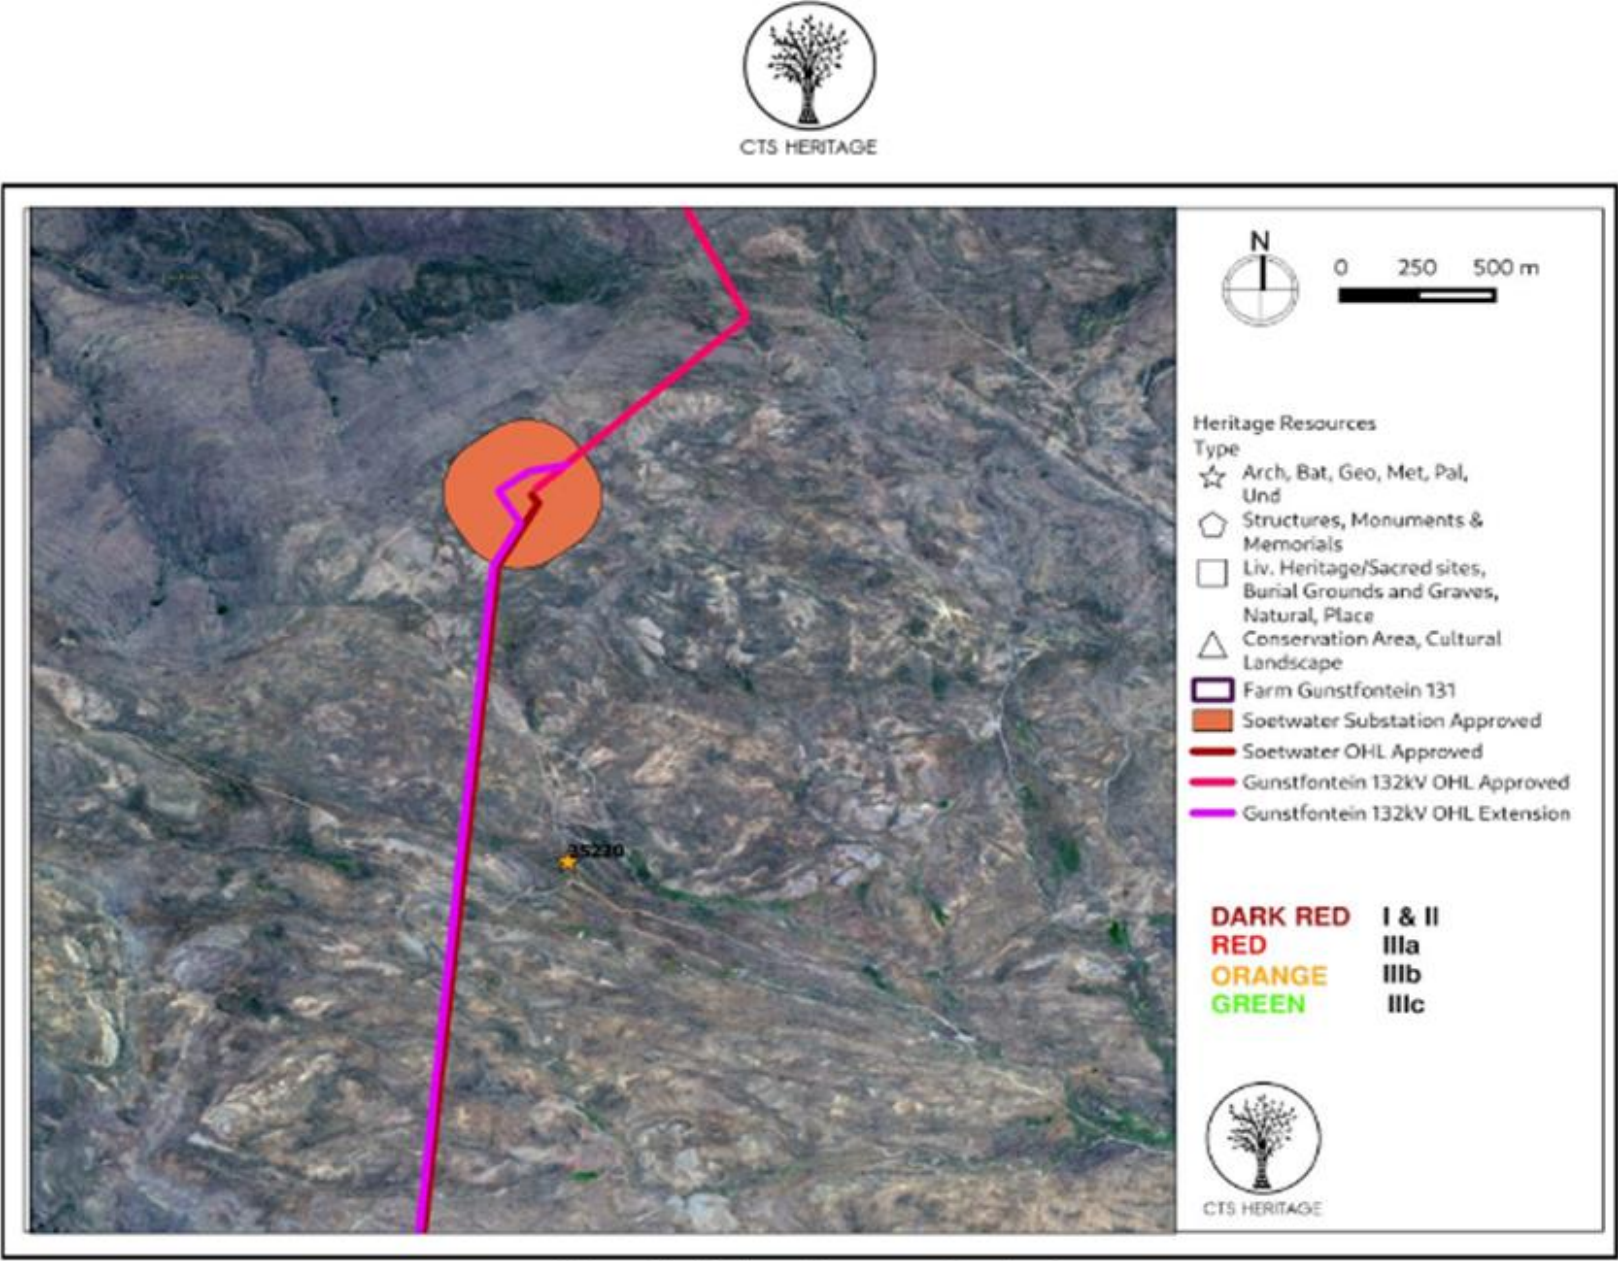 CTS HERITAGE
N
0 250 500 m
Heritage Resources
Type
Arch, Bat, Geo, Met, Pal,
Und
Structures, Monuments &
Memorials
Liv. Heritage/Sacred sites,
Burial Grounds and Graves,
Natural, Place
Conservation Area, Cultural
Landscape
Farm Gunstfontein 131
Soetwater Substation Approved
Soetwater OHL Approved
Gunstfontein 132kV OHL Approved
Gunstfontein 132kV OHL Extension
35220
DARK RED I & II
RED IIIa
ORANGE IIIb
GREEN IIIc
CTS HERITAGE